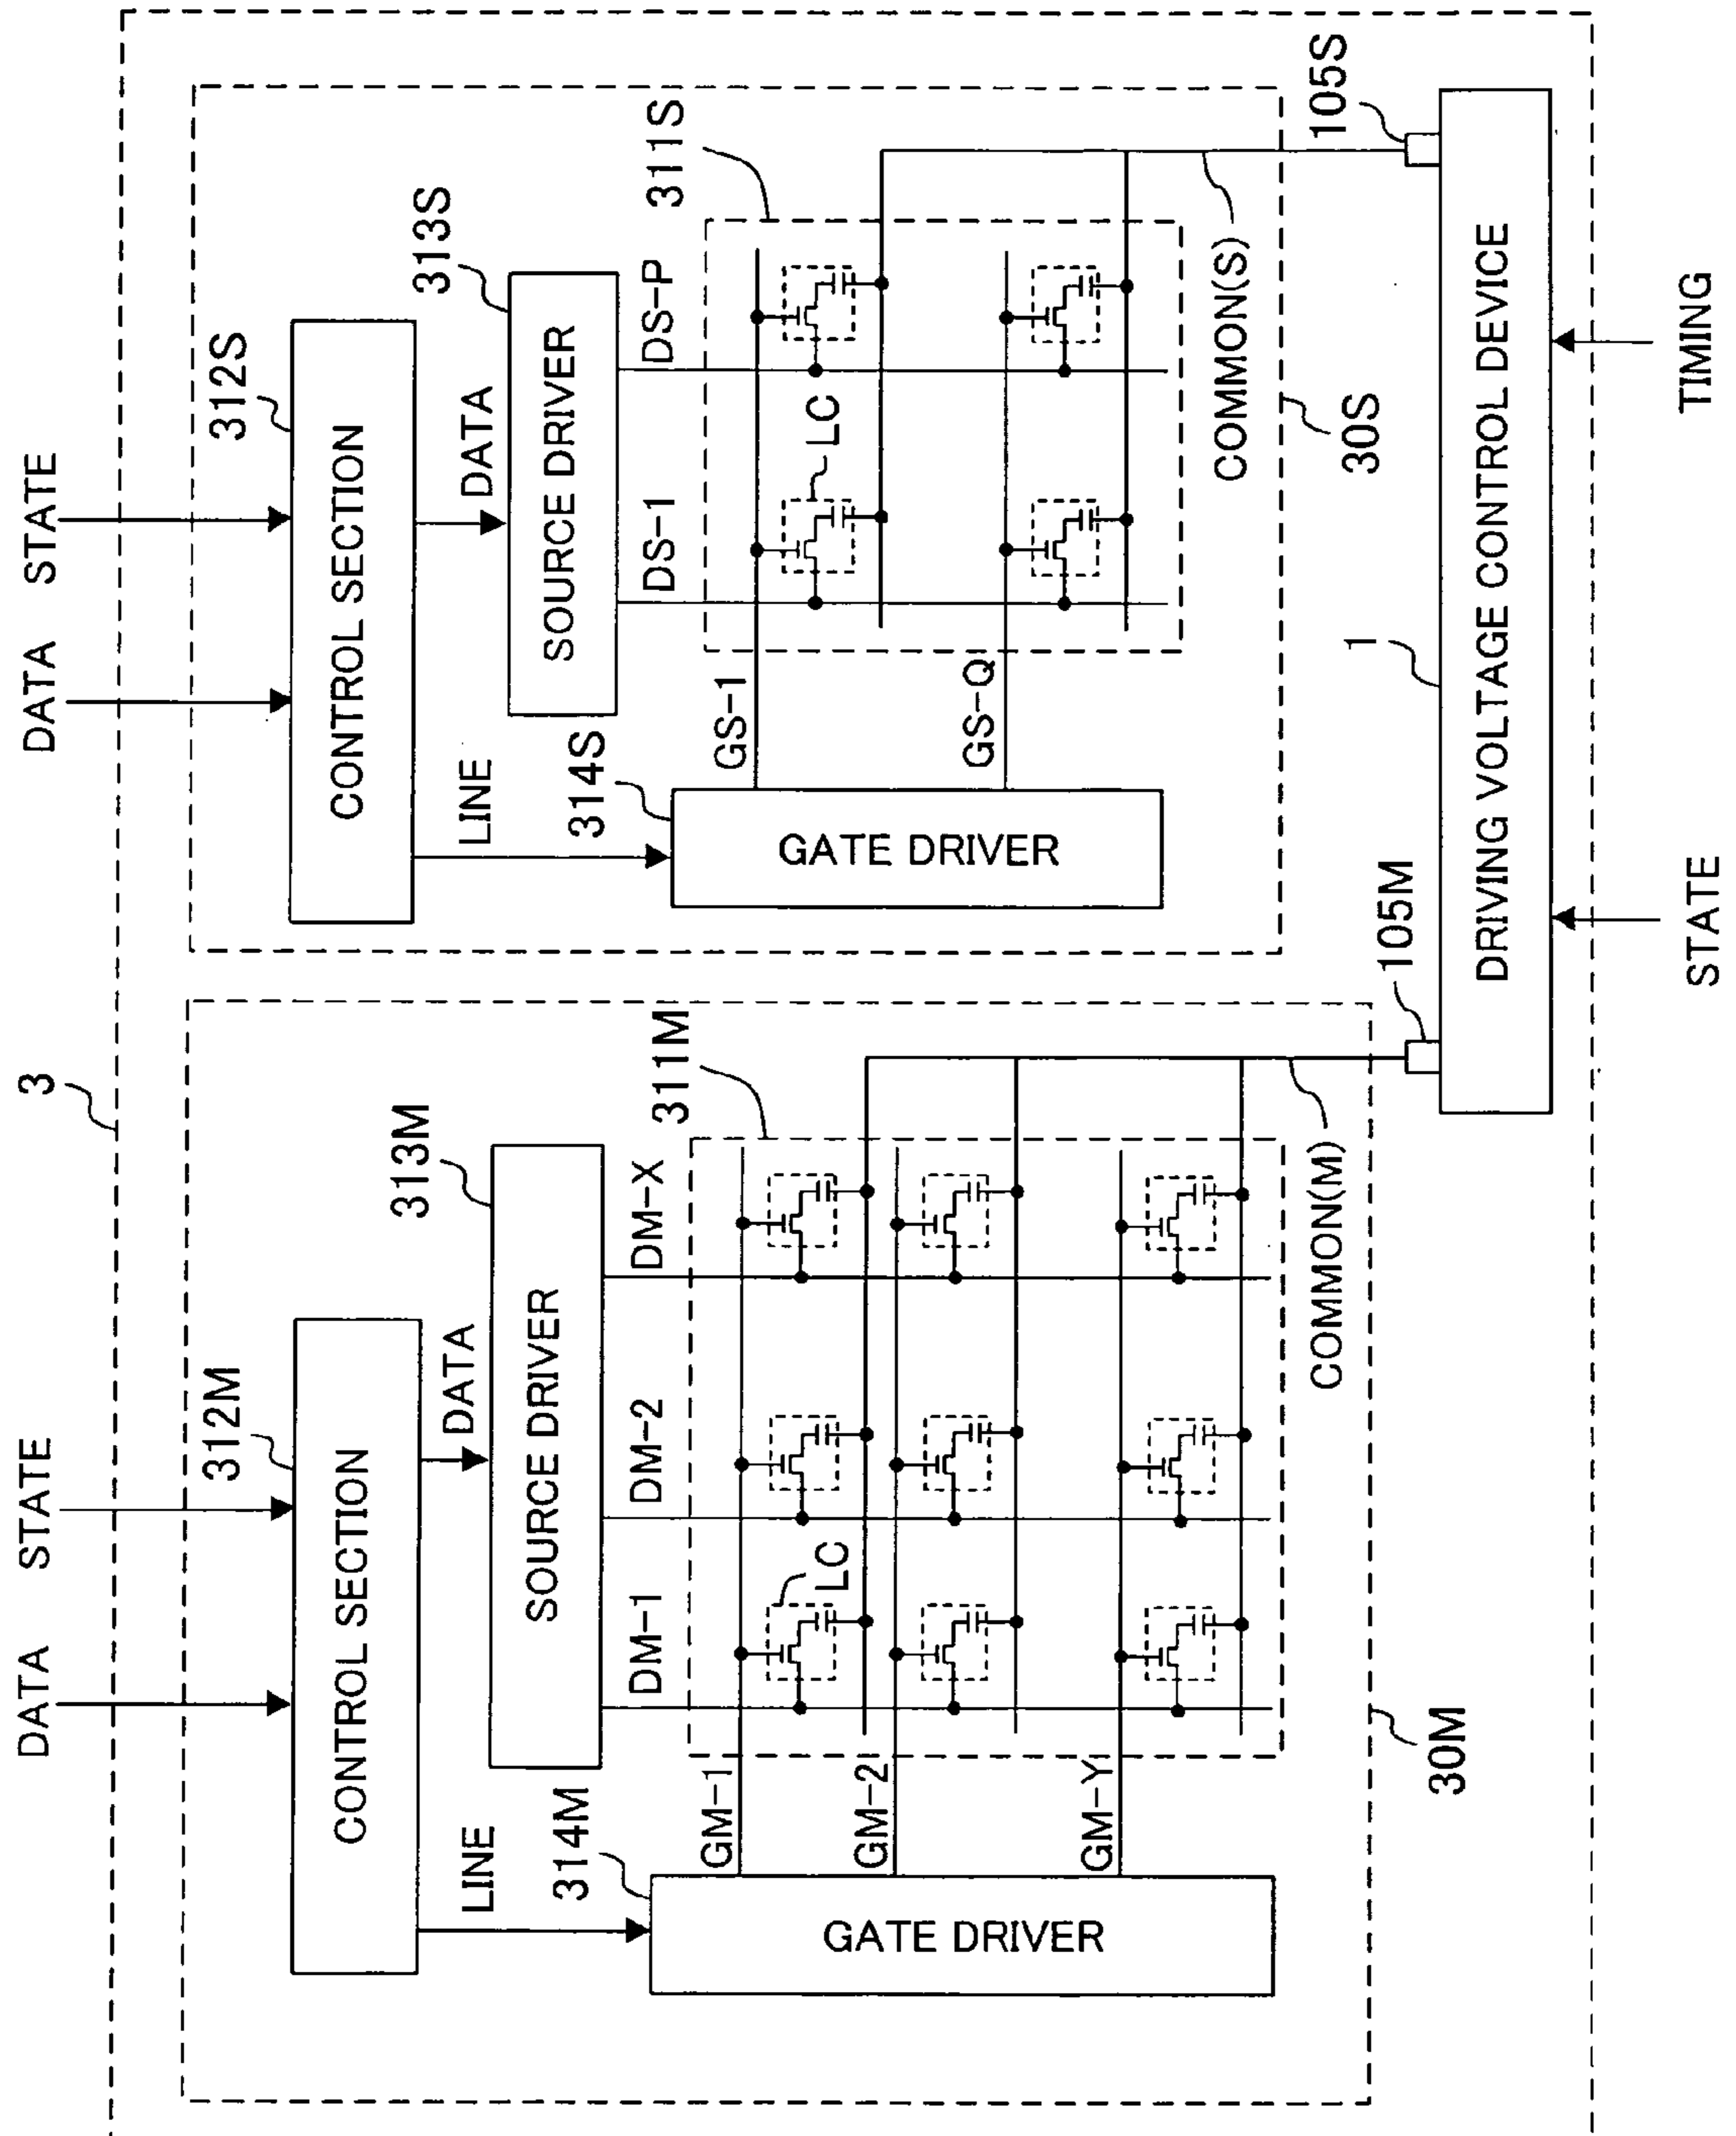 3
DATA
STATE
DATA
STATE
312M
CONTROL SECTION
312S
CONTROL SECTION
LINE
DATA
313M
SOURCE DRIVER
LINE
DATA
313S
SOURCE DRIVER
314M
GATE DRIVER
DM-1
DM-2
DM-X
311M
314S
GATE DRIVER
DS-1
DS-P
311S
GM-1
LC
GM-2
GM-Y
GS-1
LC
GS-Q
COMMON(M)
COMMON(S)
30M
30S
105M
1
105S
DRIVING VOLTAGE CONTROL DEVICE
STATE
TIMING